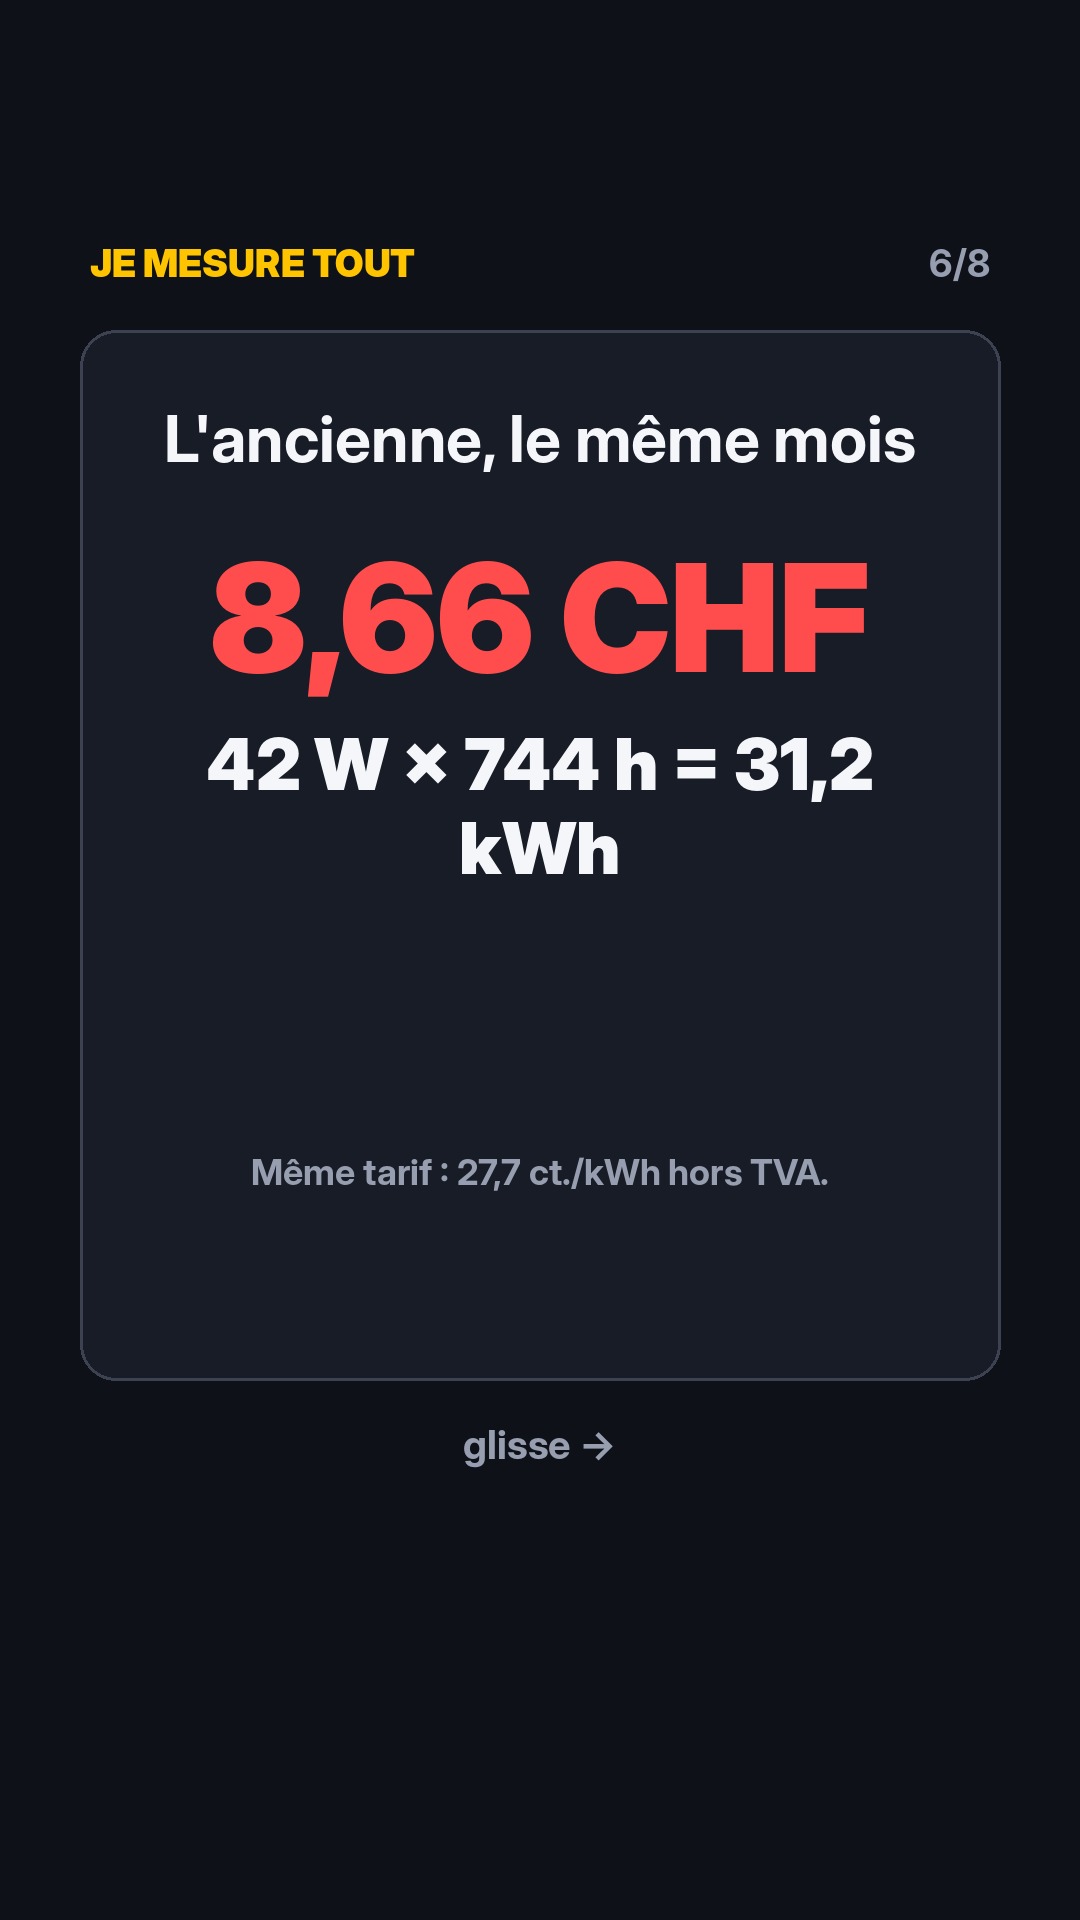 JE MESURE TOUT
6/8
L'ancienne, le même mois
8,66 CHF
42 W × 744 h = 31,2
kWh
Même tarif : 27,7 ct./kWh hors TVA.
glisse →